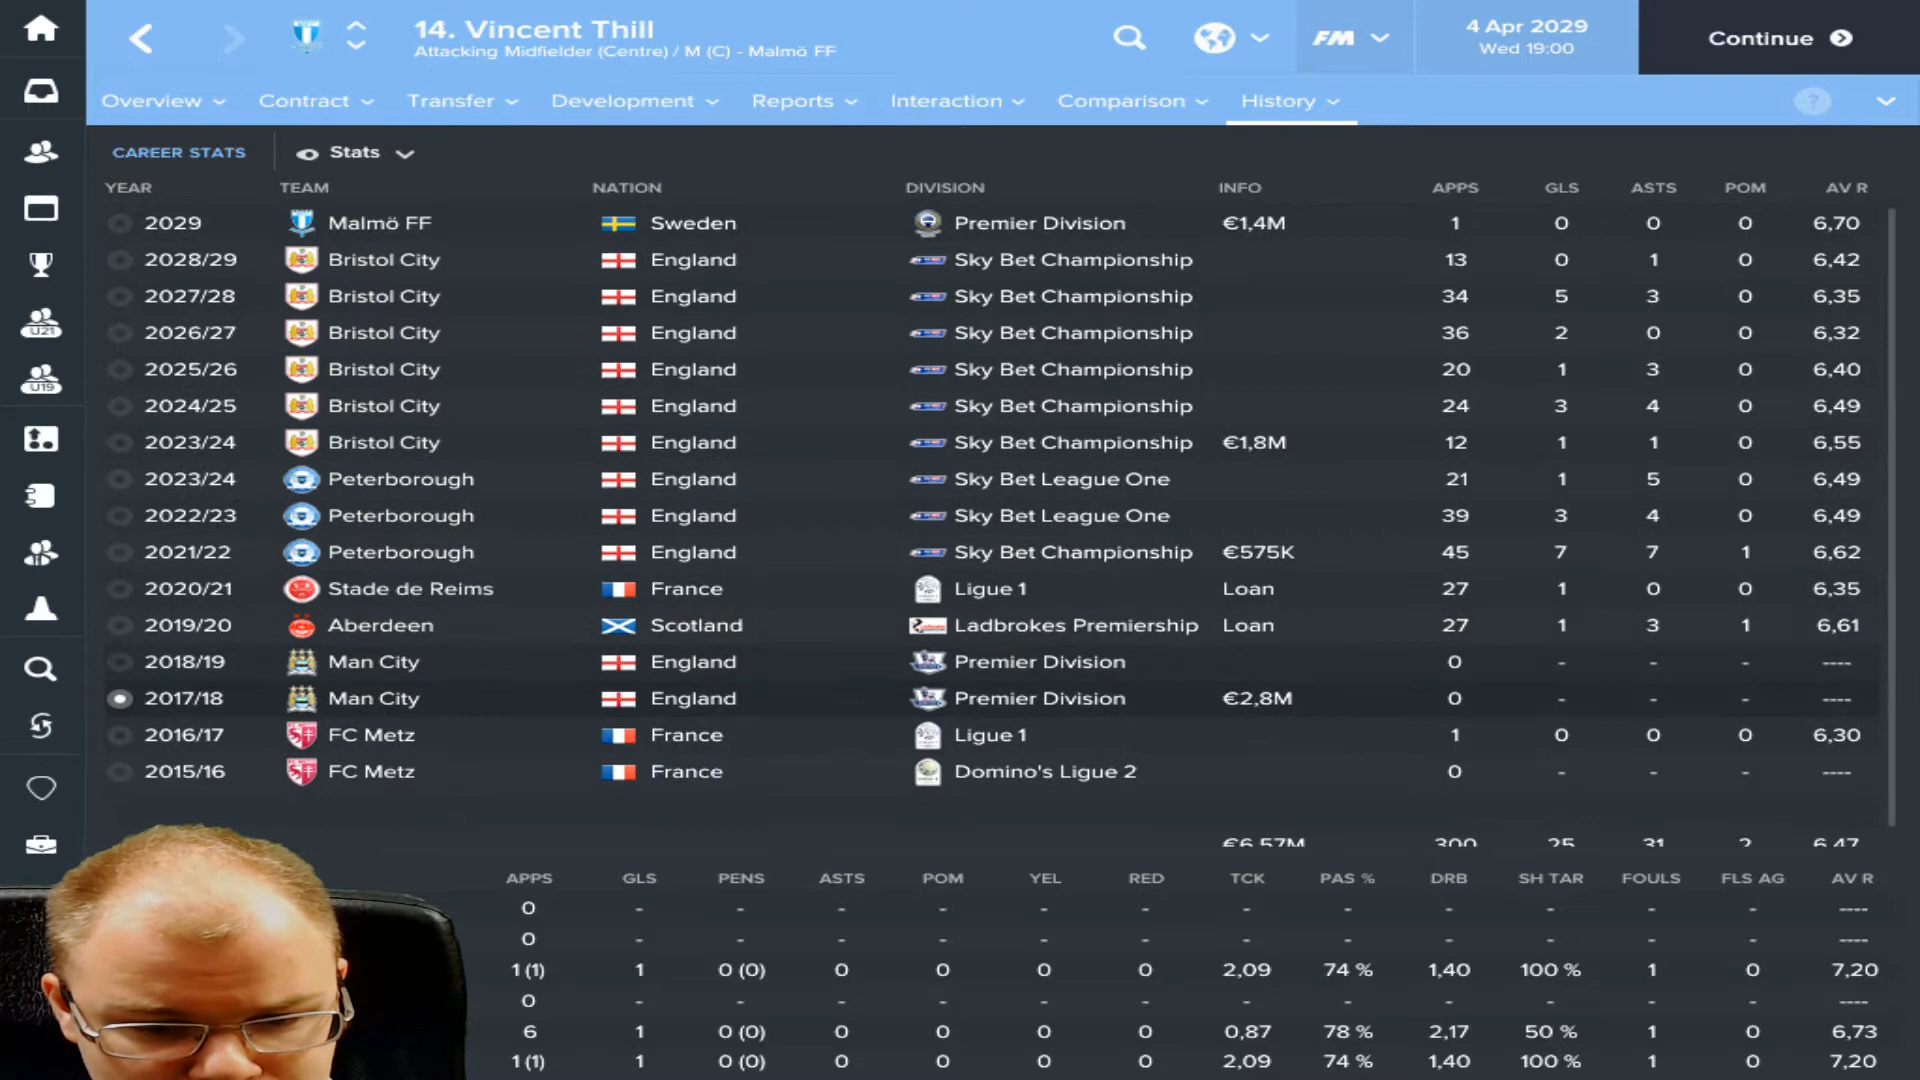 14. Vincent Thill
Attacking Midfielder (Centre) / M (C) - Malmö FF
FM
4 Apr 2029
Wed 19:00
Continue
Overview Contract Transfer Development Reports Interaction Comparison History ?
CAREER STATS Stats
YEAR TEAM NATION DIVISION INFO APPS GLS ASTS POM AV R
2029 Malmö FF Sweden Premier Division €1,4M 1 0 0 0 6,70
2028/29 Bristol City England Sky Bet Championship 13 0 1 0 6,42
2027/28 Bristol City England Sky Bet Championship 34 5 3 0 6,35
2026/27 Bristol City England Sky Bet Championship 36 2 0 0 6,32
2025/26 Bristol City England Sky Bet Championship 20 1 3 0 6,40
2024/25 Bristol City England Sky Bet Championship 24 3 4 0 6,49
2023/24 Bristol City England Sky Bet Championship €1,8M 12 1 1 0 6,55
2023/24 Peterborough England Sky Bet League One 21 1 5 0 6,49
2022/23 Peterborough England Sky Bet League One 39 3 4 0 6,49
2021/22 Peterborough England Sky Bet Championship €575K 45 7 7 1 6,62
2020/21 Stade de Reims France Ligue 1 Loan 27 1 0 0 6,35
2019/20 Aberdeen Scotland Ladbrokes Premiership Loan 27 1 3 1 6,61
2018/19 Man City England Premier Division 0 - - - ----
2017/18 Man City England Premier Division €2,8M 0 - - - ----
2016/17 FC Metz France Ligue 1 1 0 0 0 6,30
2015/16 FC Metz France Domino's Ligue 2 0 - - - ----
€6,57M 300 25 31 2 6,47
APPS GLS PENS ASTS POM YEL RED TCK PAS % DRB SH TAR FOULS FLS AG AV R
0 - - - - - - - - - - - - ----
0 - - - - - - - - - - - - ----
1 (1) 1 0 (0) 0 0 0 0 2,09 74 % 1,40 100 % 1 0 7,20
0 - - - - - - - - - - - - ----
6 1 0 (0) 0 0 0 0 0,87 78 % 2,17 50 % 1 0 6,73
1 (1) 1 0 (0) 0 0 0 0 2,09 74 % 1,40 100 % 1 0 7,20
U21
U19